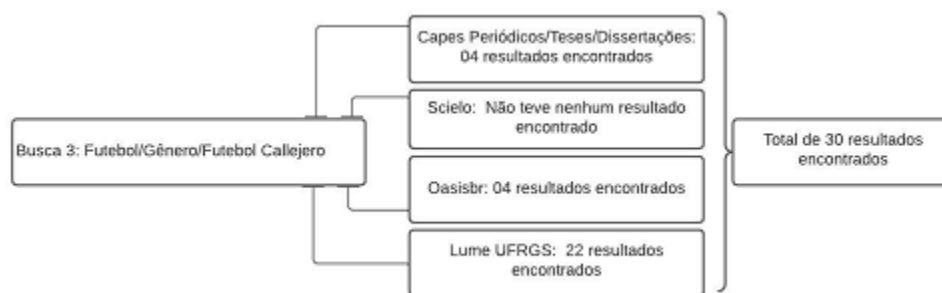 Capes Periódicos/Teses/Dissertações:
04 resultados encontrados
Scielo: Não teve nenhum resultado
encontrado
Busca 3: Futebol/Gênero/Futebol Callejero
Total de 30 resultados
encontrados
Oasisbr: 04 resultados encontrados
Lume UFRGS: 22 resultados
encontrados